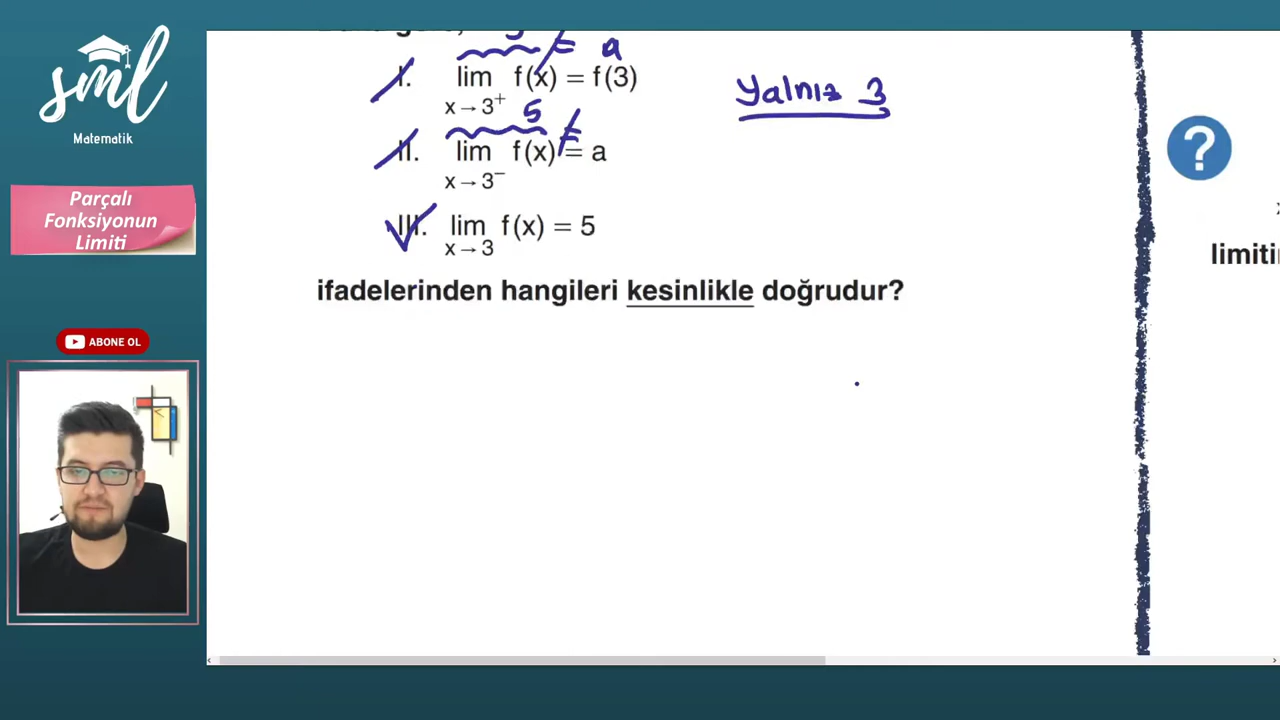 sml
Matematik
Parçalı
Fonksiyonun
Limiti
ABONE OL
≠ a
I. lim f(x) = f(3)
x→3⁺
Yalnız 3
5 ≠
II. lim f(x) = a
x→3⁻
III. lim f(x) = 5
x→3
ifadelerinden hangileri kesinlikle doğrudur?
?
limitin